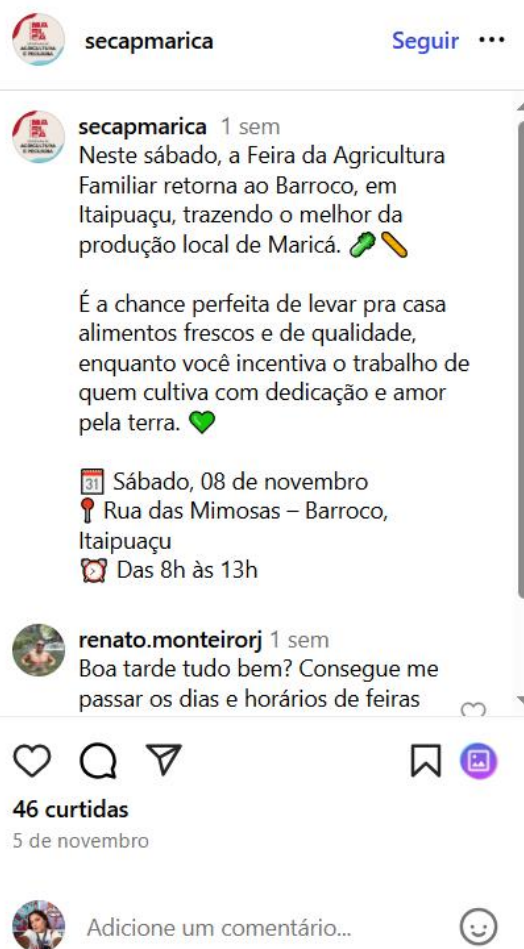 secapmarica Seguir
secapmarica 1 sem
Neste sábado, a Feira da Agricultura
Familiar retorna ao Barroco, em
Itaipuaçu, trazendo o melhor da
produção local de Maricá. 🥬🥖
É a chance perfeita de levar pra casa
alimentos frescos e de qualidade,
enquanto você incentiva o trabalho de
quem cultiva com dedicação e amor
pela terra. 💚
📅 Sábado, 08 de novembro
📍 Rua das Mimosas – Barroco,
Itaipuaçu
⏰ Das 8h às 13h
renato.monteirorj 1 sem
Boa tarde tudo bem? Consegue me
passar os dias e horários de feiras
46 curtidas
5 de novembro
Adicione um comentário...